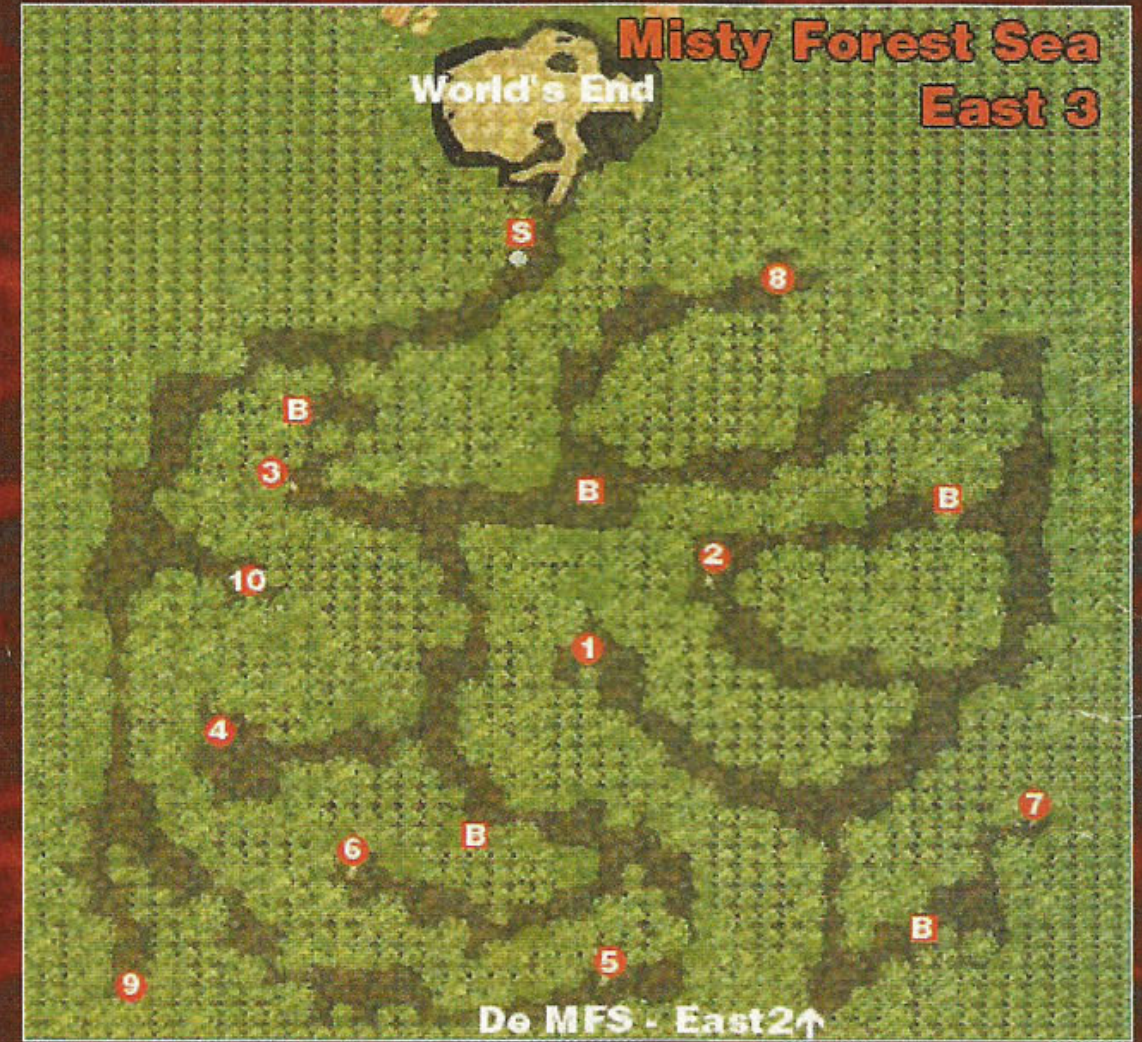 Misty Forest Sea
East 3
World's End
S
8
B
3
B
B
2
10
1
4
7
B
6
B
5
9
De MFS - East2↑